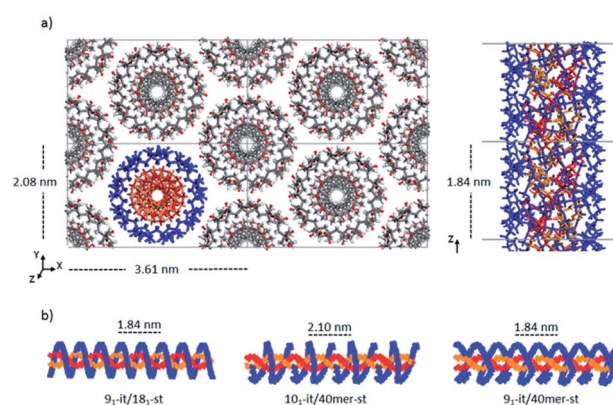 a)
2.08 nm
1.84 nm
Y
X
Z
3.61 nm
Z
b)
1.84 nm
2.10 nm
1.84 nm
9₁-it/18₁-st
10₁-it/40mer-st
9₁-it/40mer-st